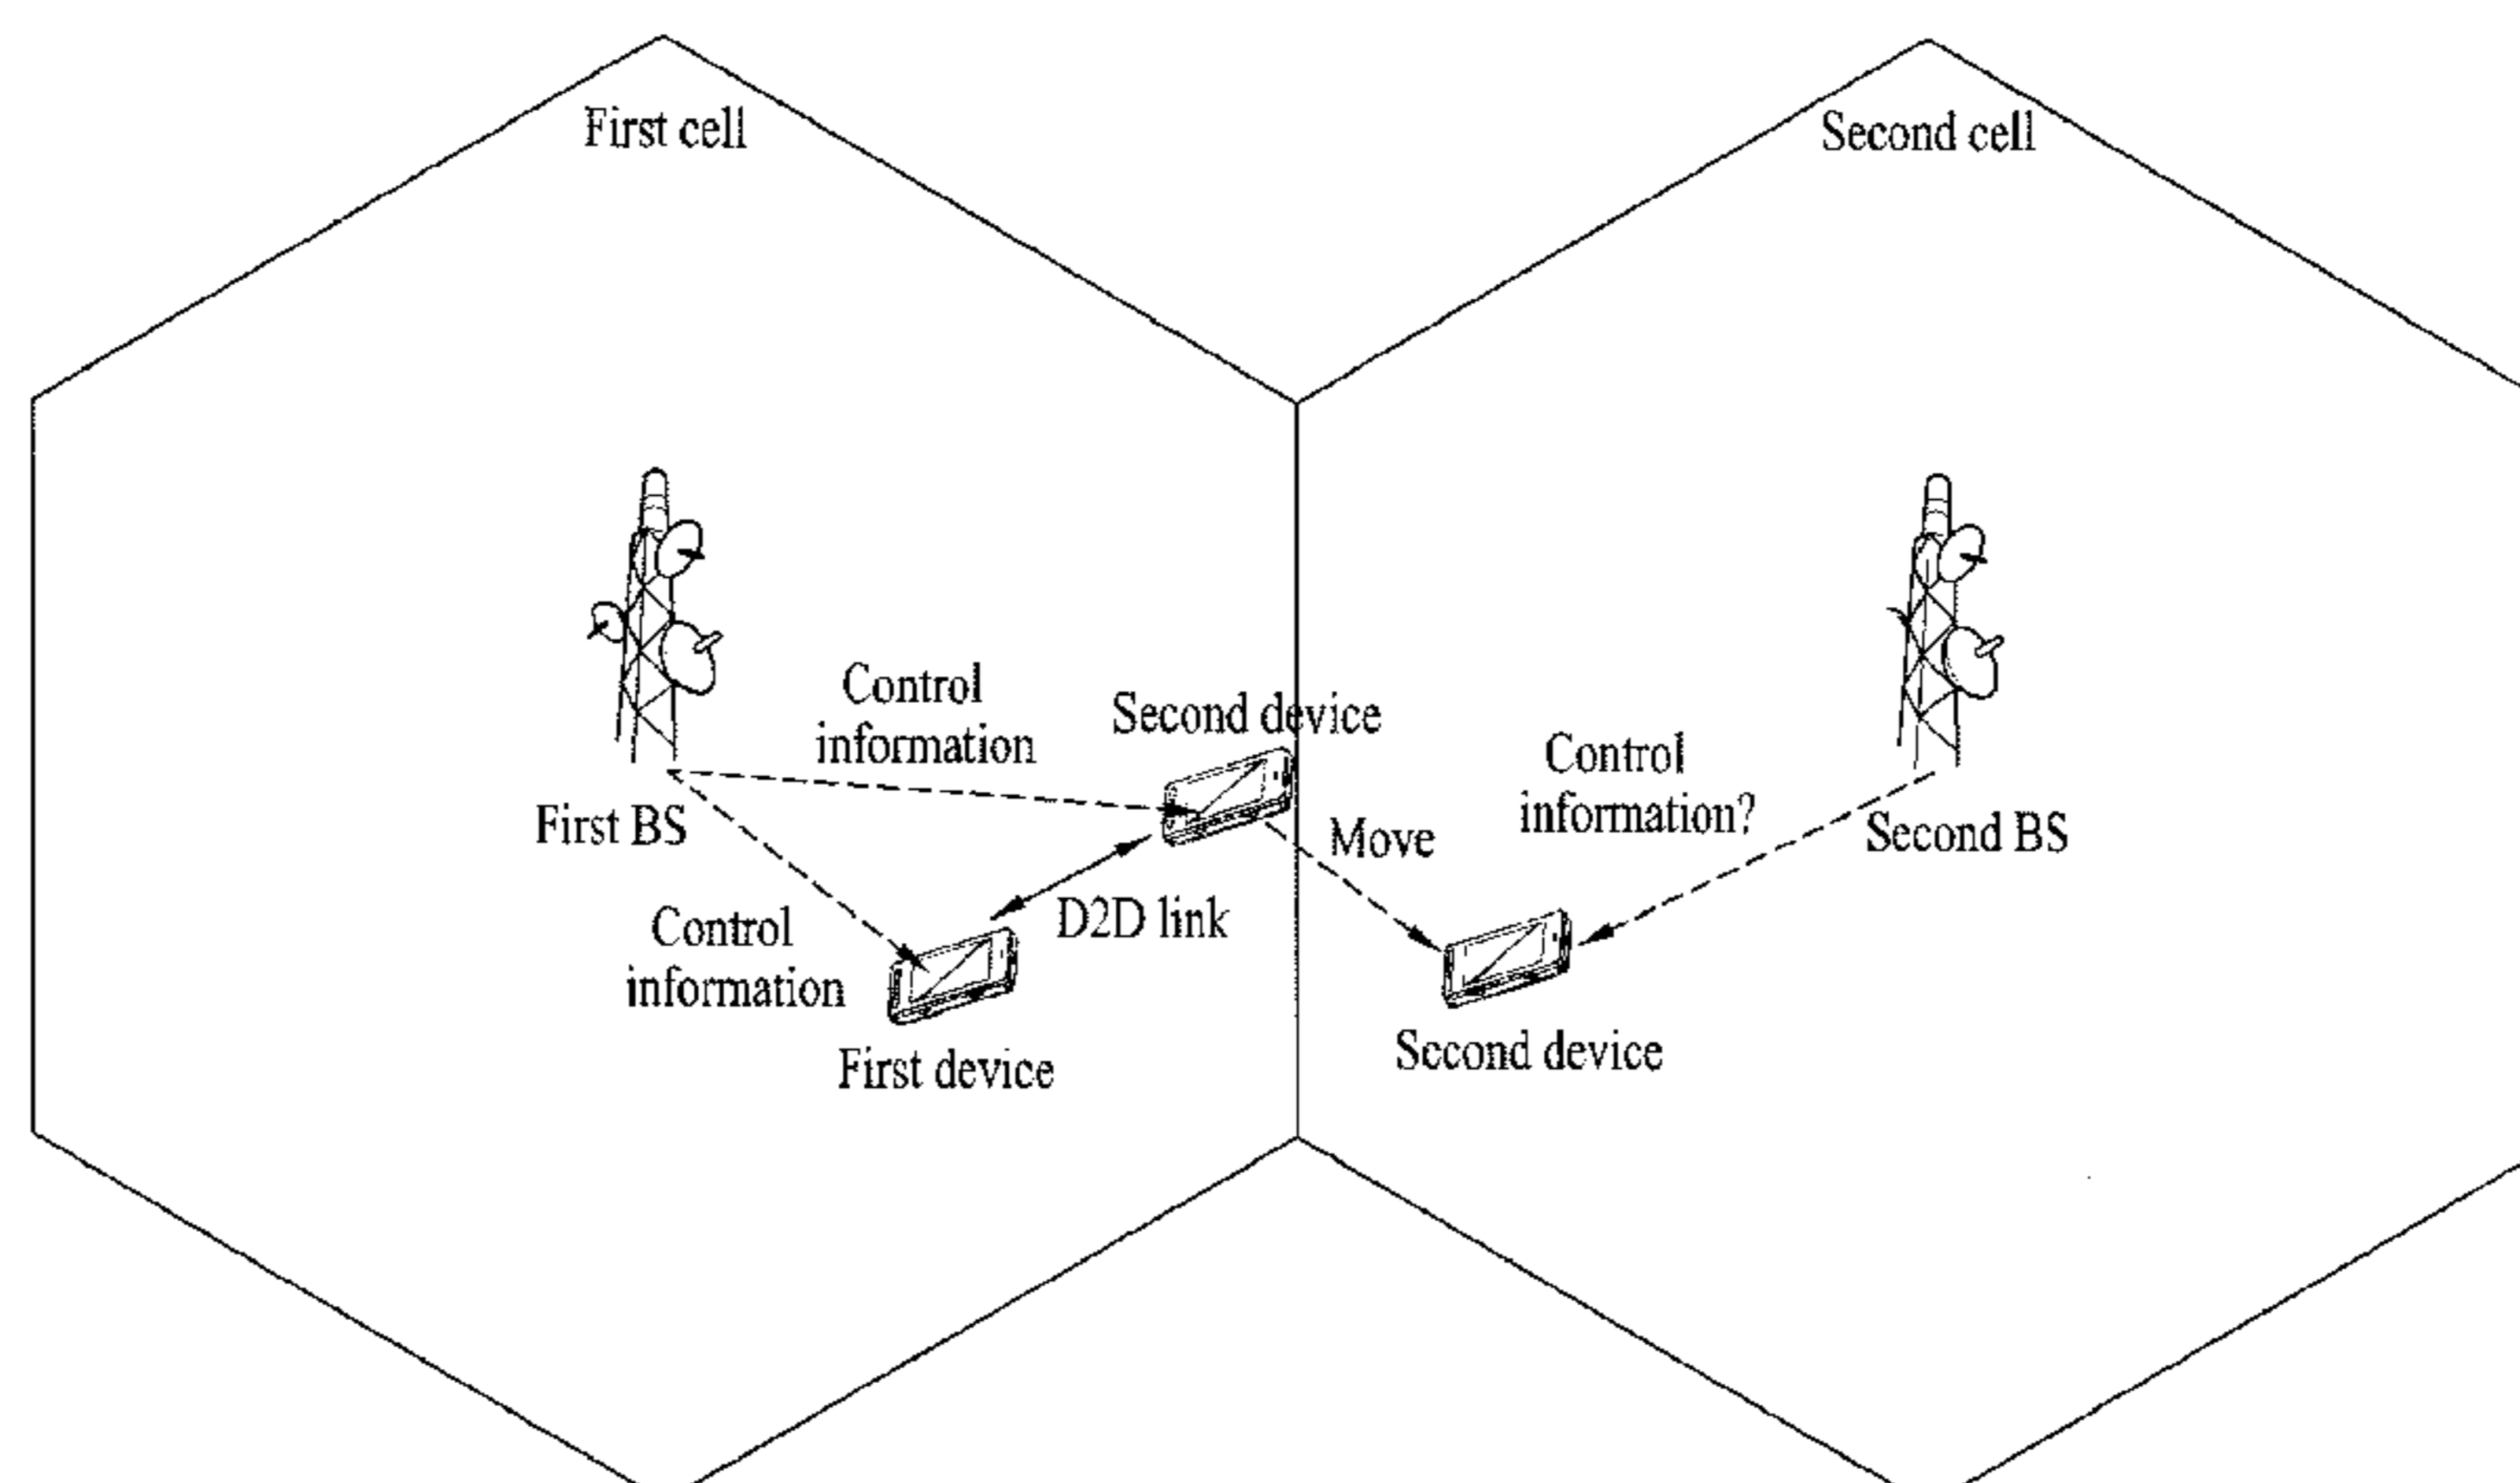 First cell
Second cell
Control
information
Second device
Control
information?
First BS
Move
Second BS
Control
information
D2D link
First device
Second device